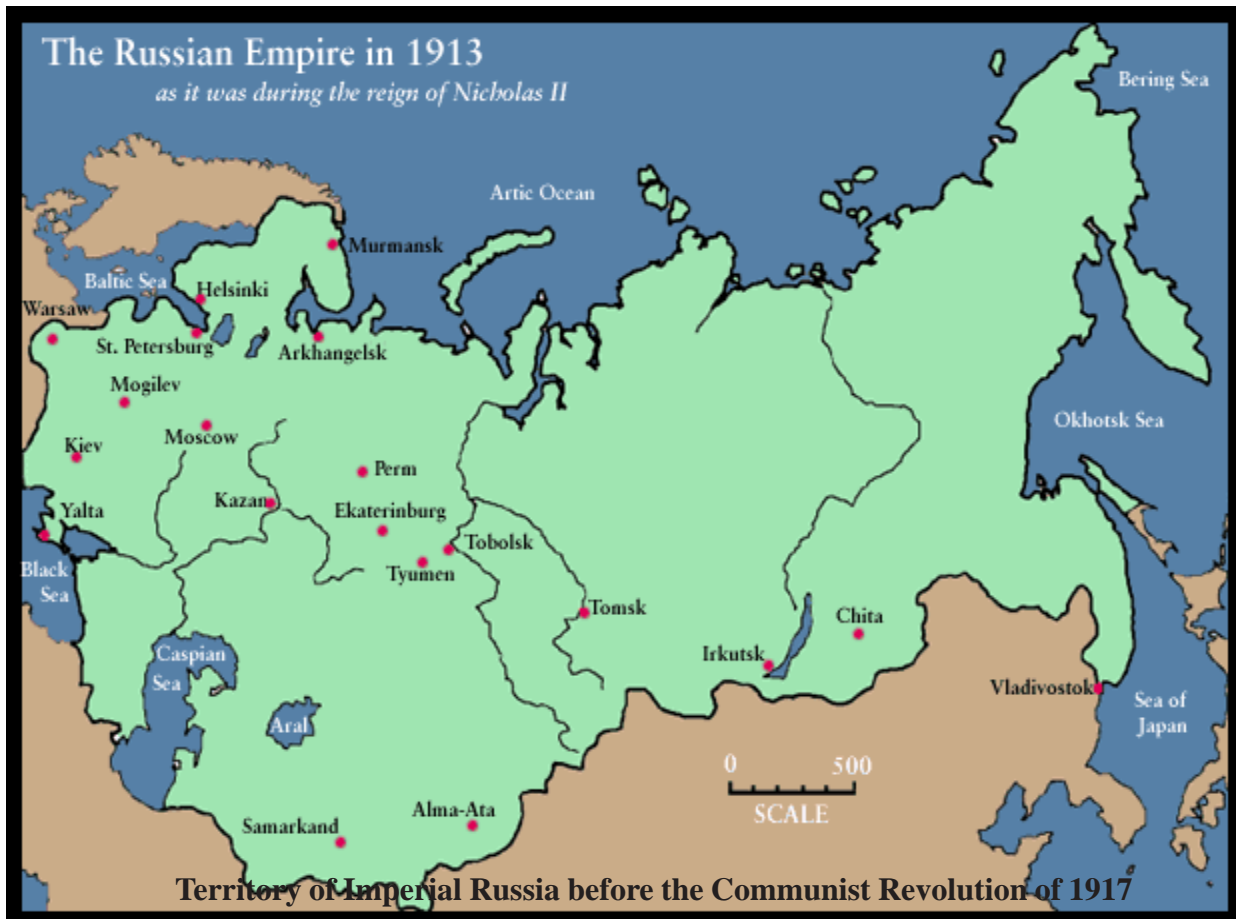 The Russian Empire in 1913
as it was during the reign of Nicholas II
Bering Sea
Artic Ocean
Murmansk
Baltic Sea
Helsinki
Warsaw
St. Petersburg
Arkhangelsk
Mogilev
Okhotsk Sea
Moscow
Kiev
Perm
Kazan
Ekaterinburg
Yalta
Tobolsk
Tyumen
Black
Sea
Tomsk
Chita
Irkutsk
Caspian
Sea
Vladivostok
Sea of
Japan
Aral
0 500
SCALE
Alma-Ata
Samarkand
Territory of Imperial Russia before the Communist Revolution of 1917